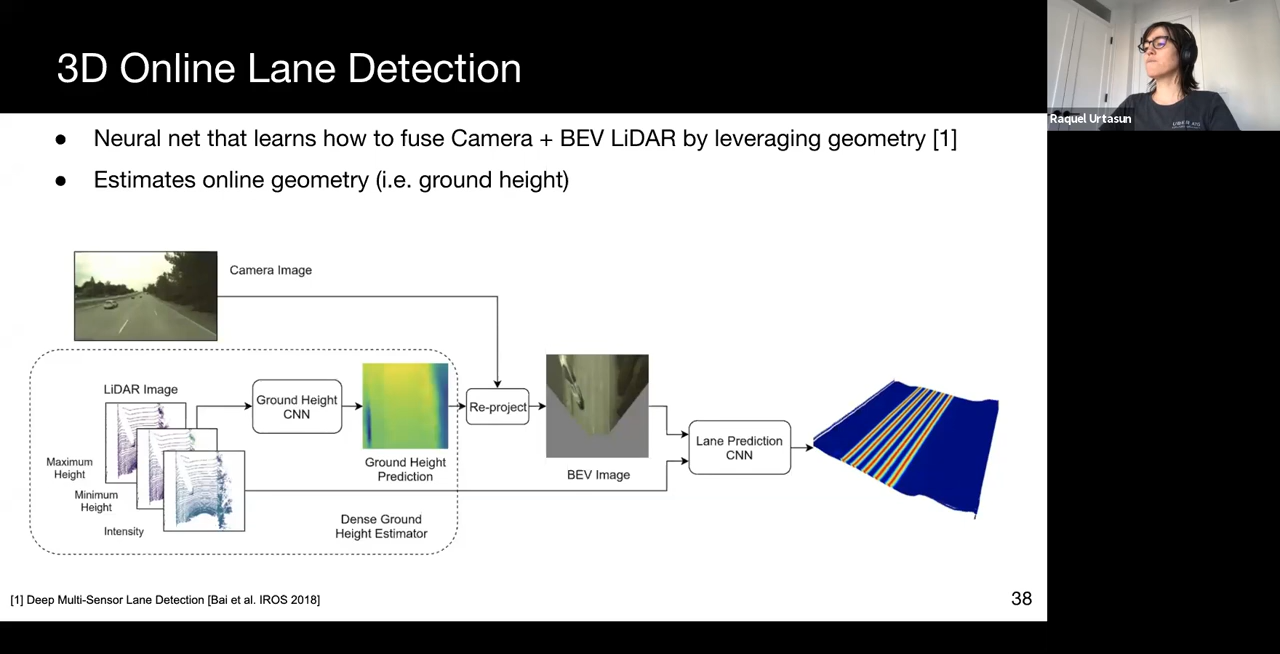 3D Online Lane Detection
Raquel Urtasun
● Neural net that learns how to fuse Camera + BEV LiDAR by leveraging geometry [1]
● Estimates online geometry (i.e. ground height)
Camera Image
LiDAR Image
Maximum
Height
Minimum
Height
Intensity
Ground Height
CNN
Ground Height
Prediction
Dense Ground
Height Estimator
Re-project
BEV Image
Lane Prediction
CNN
[1] Deep Multi-Sensor Lane Detection [Bai et al. IROS 2018]
38